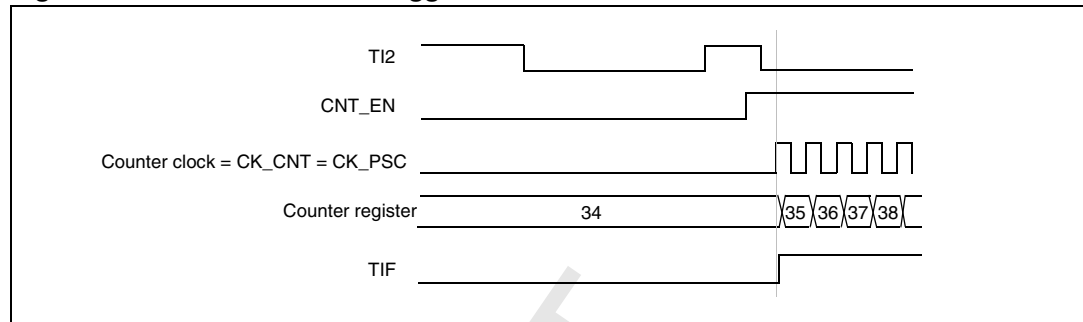 TI2
CNT_EN
Counter clock = CK_CNT = CK_PSC
Counter register 34 35 36 37 38
TIF